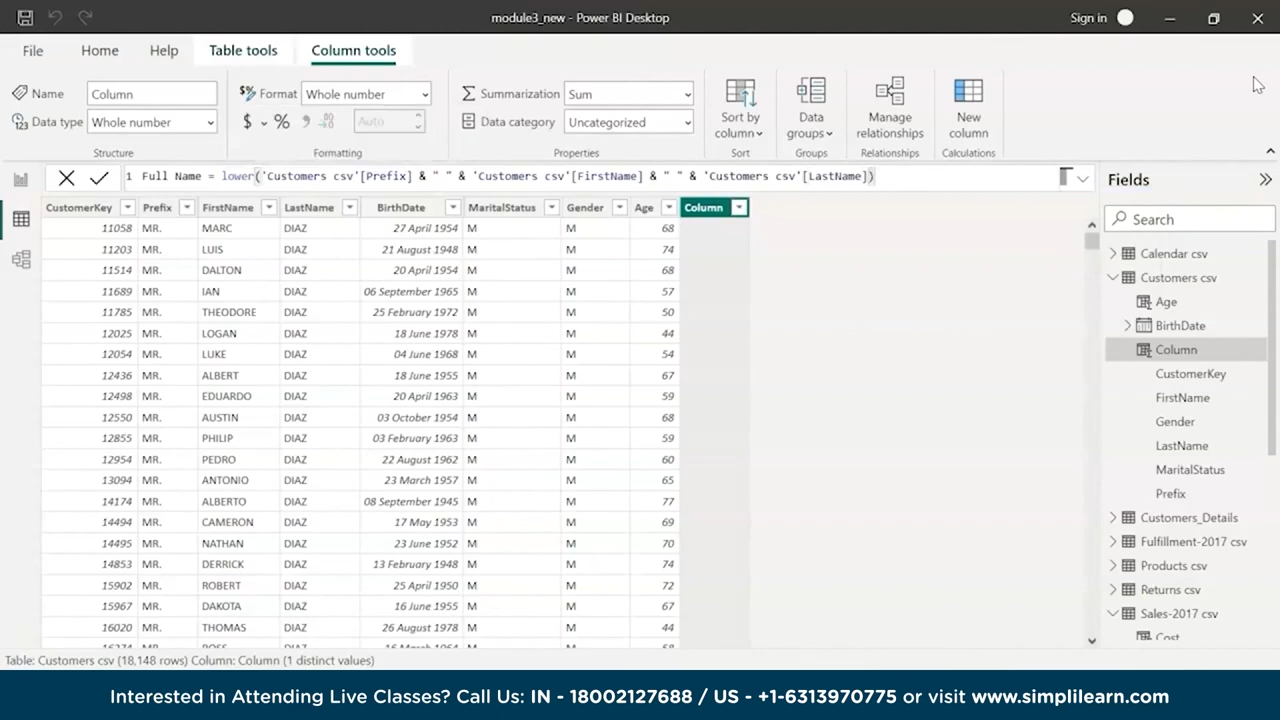 module3_new - Power BI Desktop
Sign in
File Home Help Table tools Column tools
Name Column
Data type Whole number
Structure
Format Whole number
$ % Auto
Formatting
Summarization Sum
Data category Uncategorized
Properties
Sort by column
Sort
Data groups
Groups
Manage relationships
Relationships
New column
Calculations
1 Full Name = lower('Customers csv'[Prefix] & " " & 'Customers csv'[FirstName] & " " & 'Customers csv'[LastName])
CustomerKey Prefix FirstName LastName BirthDate MaritalStatus Gender Age Column
11058 MR. MARC DIAZ 27 April 1954 M M 68
11203 MR. LUIS DIAZ 21 August 1948 M M 74
11514 MR. DALTON DIAZ 20 April 1954 M M 68
11689 MR. IAN DIAZ 06 September 1965 M M 57
11785 MR. THEODORE DIAZ 25 February 1972 M M 50
12025 MR. LOGAN DIAZ 18 June 1978 M M 44
12054 MR. LUKE DIAZ 04 June 1968 M M 54
12436 MR. ALBERT DIAZ 18 June 1955 M M 67
12498 MR. EDUARDO DIAZ 20 April 1963 M M 59
12550 MR. AUSTIN DIAZ 03 October 1954 M M 68
12855 MR. PHILIP DIAZ 03 February 1963 M M 59
12954 MR. PEDRO DIAZ 22 August 1962 M M 60
13094 MR. ANTONIO DIAZ 23 March 1957 M M 65
14174 MR. ALBERTO DIAZ 08 September 1945 M M 77
14494 MR. CAMERON DIAZ 17 May 1953 M M 69
14495 MR. NATHAN DIAZ 23 June 1952 M M 70
14853 MR. DERRICK DIAZ 13 February 1948 M M 74
15902 MR. ROBERT DIAZ 25 April 1950 M M 72
15967 MR. DAKOTA DIAZ 16 June 1955 M M 67
16020 MR. THOMAS DIAZ 26 August 1978 M M 44
Table: Customers csv (18,148 rows) Column: Column (1 distinct values)
Fields
Search
Calendar csv
Customers csv
Age
BirthDate
Column
CustomerKey
FirstName
Gender
LastName
MaritalStatus
Prefix
Customers_Details
Fulfillment-2017 csv
Products csv
Returns csv
Sales-2017 csv
Cost
Interested in Attending Live Classes? Call Us: IN - 18002127688 / US - +1-6313970775 or visit www.simplilearn.com